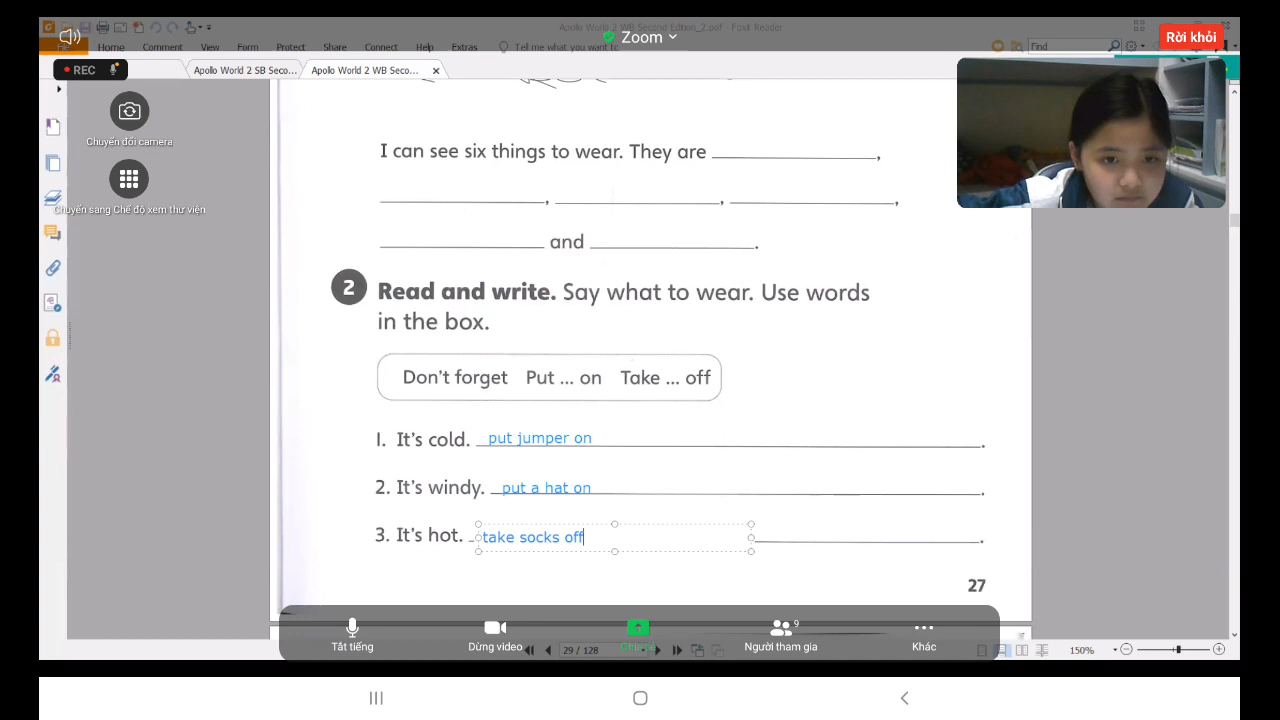 Apollo World 2 WB Second Edition_2.pdf - Foxit Reader
Zoom
Rời khỏi
File Home Comment View Form Protect Share Connect Help Extras Tell me what you want to
Find
REC
Apollo World 2 SB Seco...
Apollo World 2 WB Seco...
Chuyển đổi camera
Chuyển sang Chế độ xem thư viện
I can see six things to wear. They are ,
, , ,
and .
2 Read and write. Say what to wear. Use words
in the box.
Don't forget Put ... on Take ... off
1. It's cold. put jumper on .
2. It's windy. put a hat on .
3. It's hot. take socks off .
27
9
Tắt tiếng
Dừng video
Người tham gia
Khác
29 / 128
150%